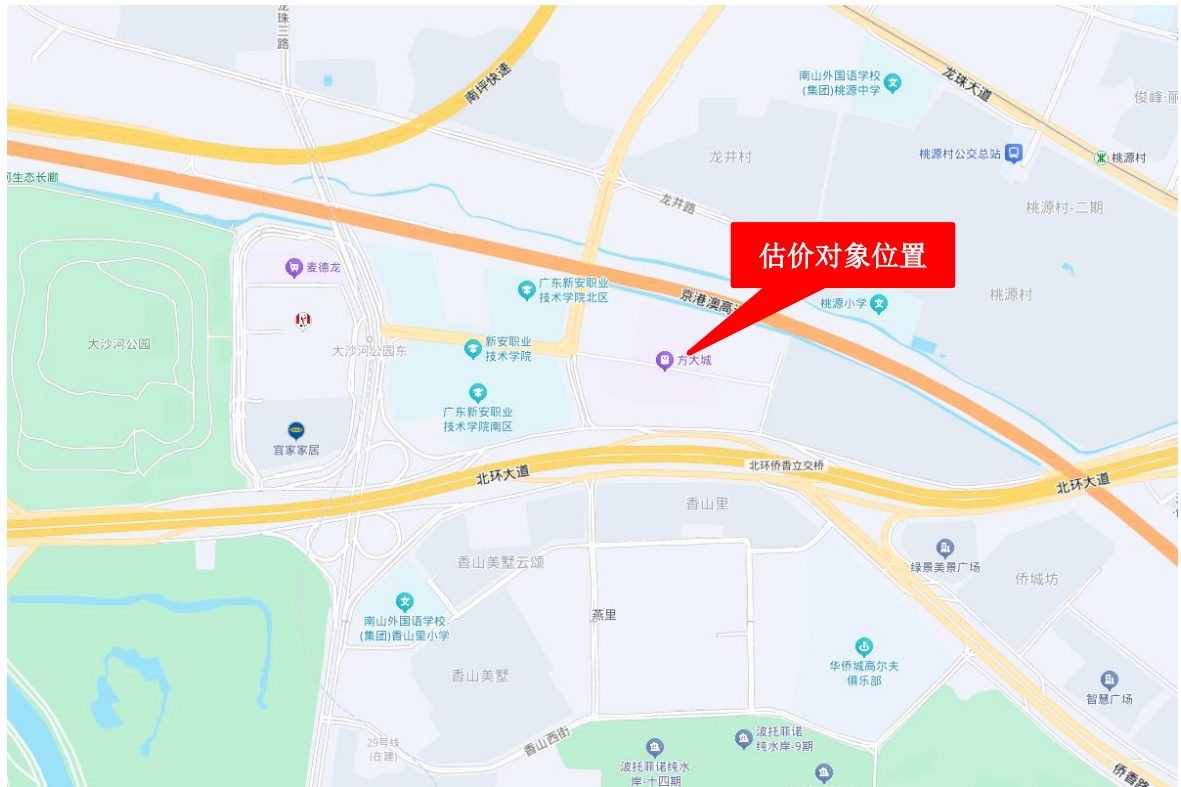 龙珠三路
南坪快速
南山外国语学校
(集团)桃源中学
龙珠大道
俊峰·丽
龙井村
桃源村公交总站
桃源村
河生态长廊
龙井路
桃源村-二期
估价对象位置
麦德龙
广东新安职业
技术学院北区
京港澳高速
桃源小学
桃源村
大沙河公园
大沙河公园东
新安职业
技术学院
方大城
广东新安职业
技术学院南区
宜家家居
北环大道
北环侨香立交桥
北环大道
香山里
香山美墅云颂
绿景美景广场
侨城坊
南山外国语学校
(集团)香山里小学
燕里
华侨城高尔夫
俱乐部
香山美墅
智慧广场
29号线
(在建)
香山西街
波托菲诺
纯水岸-9期
波托菲诺纯水
岸-十四期
侨香路